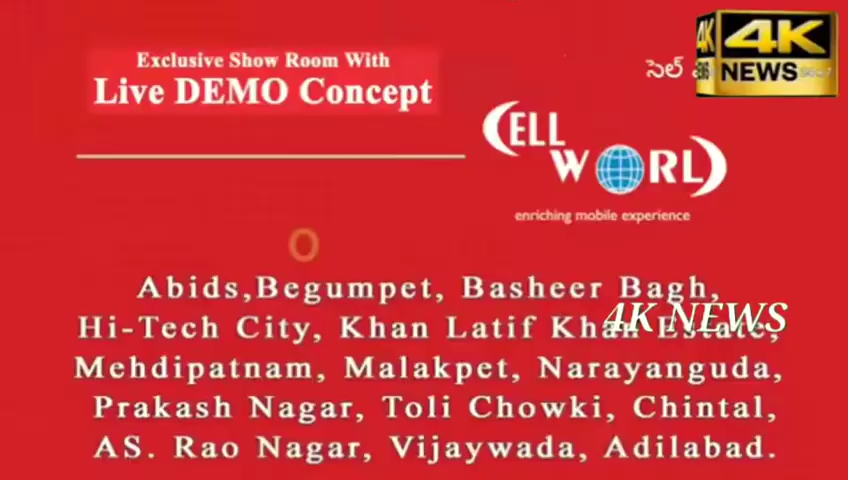 Exclusive Show Room With
Live DEMO Concept
సెల్
4K
NEWS
CELL
WORLD
enriching mobile experience
Abids,Begumpet, Basheer Bagh,
Hi-Tech City, Khan Latif Khan Estate,
4K NEWS
Mehdipatnam, Malakpet, Narayanguda,
Prakash Nagar, Toli Chowki, Chintal,
AS. Rao Nagar, Vijaywada, Adilabad.